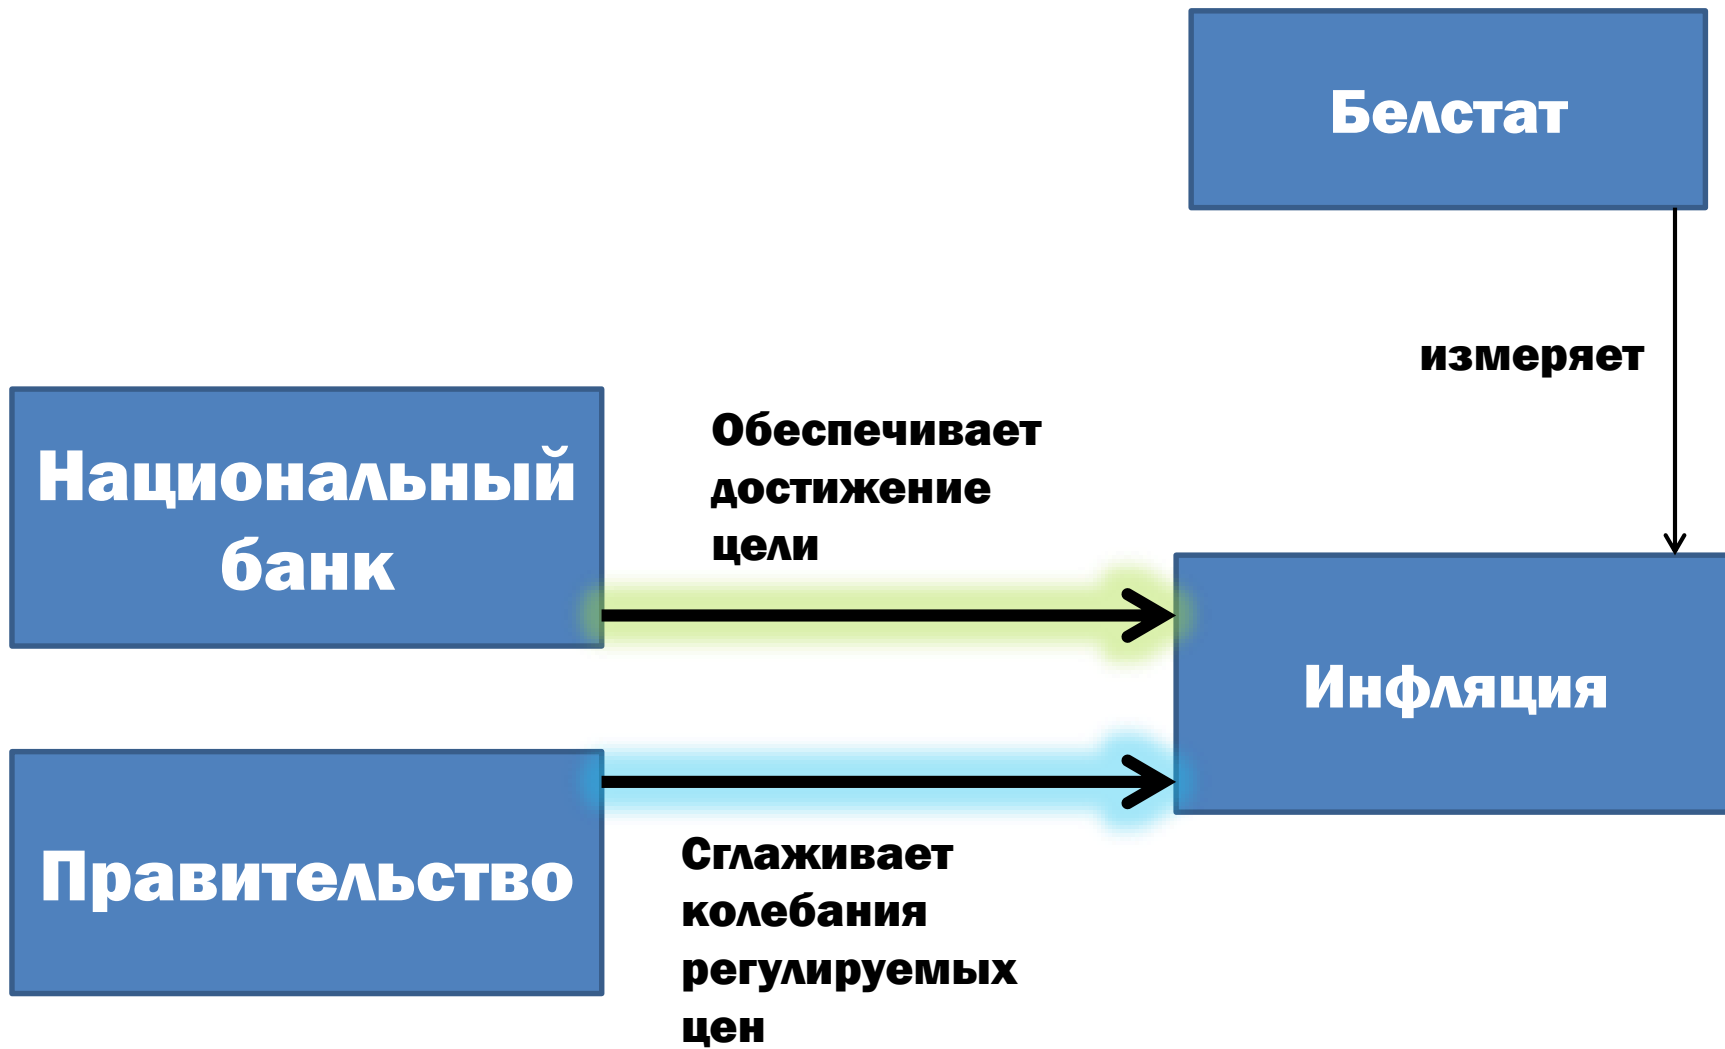 Белстат
измеряет
Национальный
банк
Обеспечивает
достижение
цели
Инфляция
Правительство
Сглаживает
колебания
регулируемых
цен